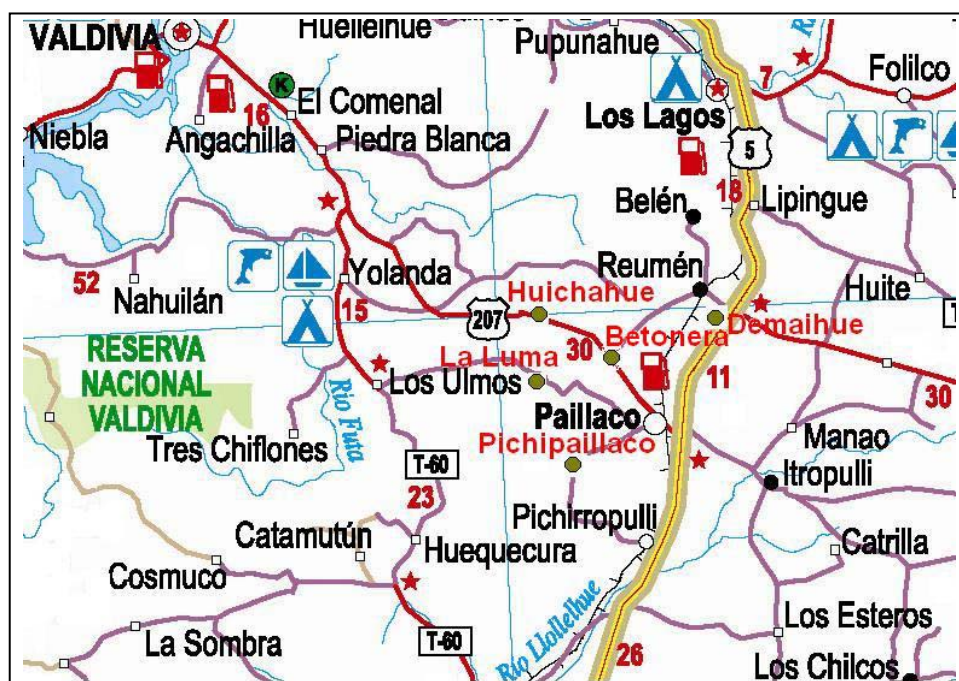 VALDIVIA
Huellelhue
Pupunahue
7
Folilco
K
16
El Comenal
Los Lagos
Niebla
Angachilla
Piedra Blanca
5
18
Belén
Lipingue
52
Nahuilán
Yolanda
Reumén
Huite
15
Huichahue
207
Betonera
Demaihue
T
RESERVA
NACIONAL
VALDIVIA
La Luma
30
11
30
Los Ulmos
Río Futa
Paillaco
Tres Chiflones
Pichipaillaco
Manao
T-60
Itropulli
23
Pichirropulli
Catamutún
Huequecura
Catrilla
Cosmuco
Los Esteros
La Sombra
T-60
Río Llollelhue
26
Los Chilcos